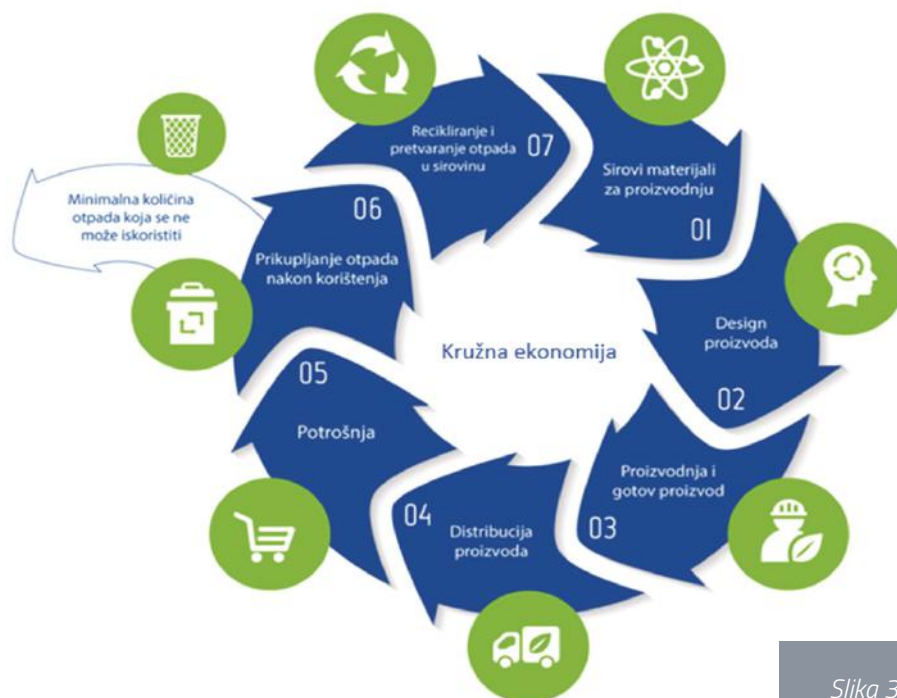 Sirovi materijali
za proizvodnju
01
Design
proizvoda
02
Proizvodnja i
gotov proizvod
03
Distribucija
proizvoda
04
Potrošnja
05
Prikupljanje otpada
nakon korištenja
06
Recikliranje i
pretvaranje otpada
u sirovinu
07
Minimalna količina
otpada koja se ne
može iskoristiti
Kružna ekonomija
Slika 3